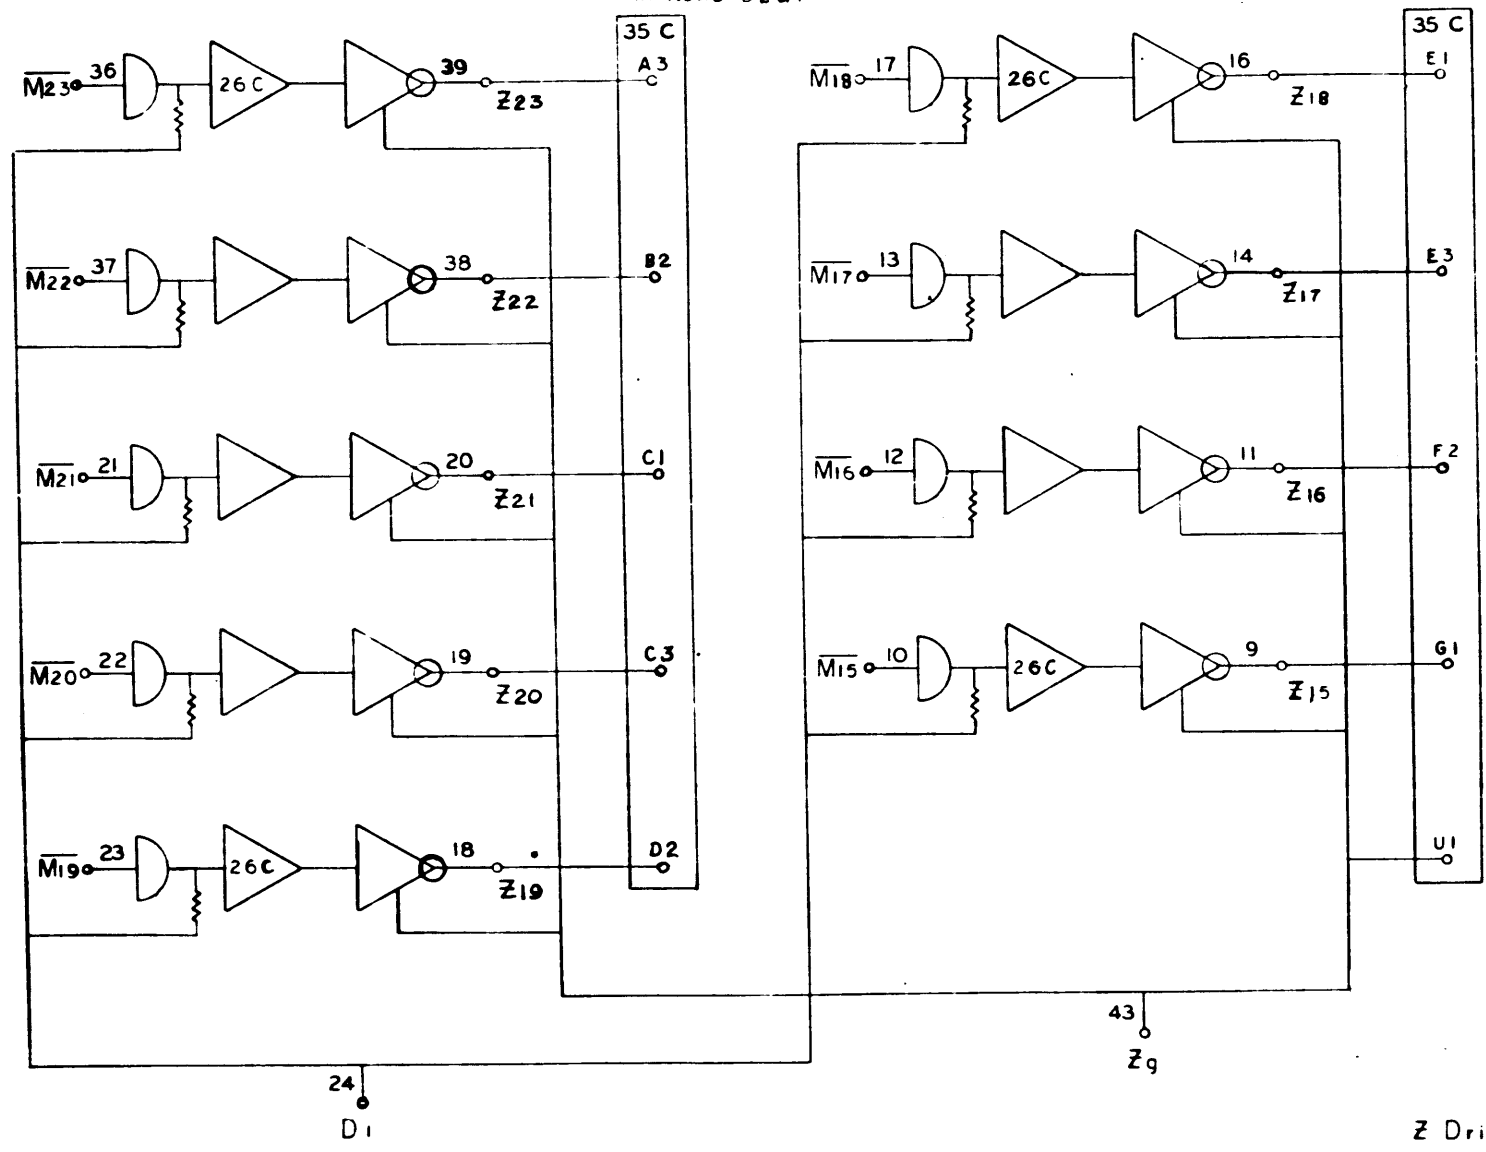 35 C
M23 36 26C 39 Z23 A3
M22 37 38 Z22 B2
M21 21 20 Z21 C1
M20 22 19 Z20 C3
M19 23 26C 18 Z19 D2
35 C
M18 17 26C 16 Z18 E1
M17 13 14 Z17 E3
M16 12 11 Z16 F2
M15 10 26C 9 Z15 G1
U1
43
Zg
24
D1
Z Dri